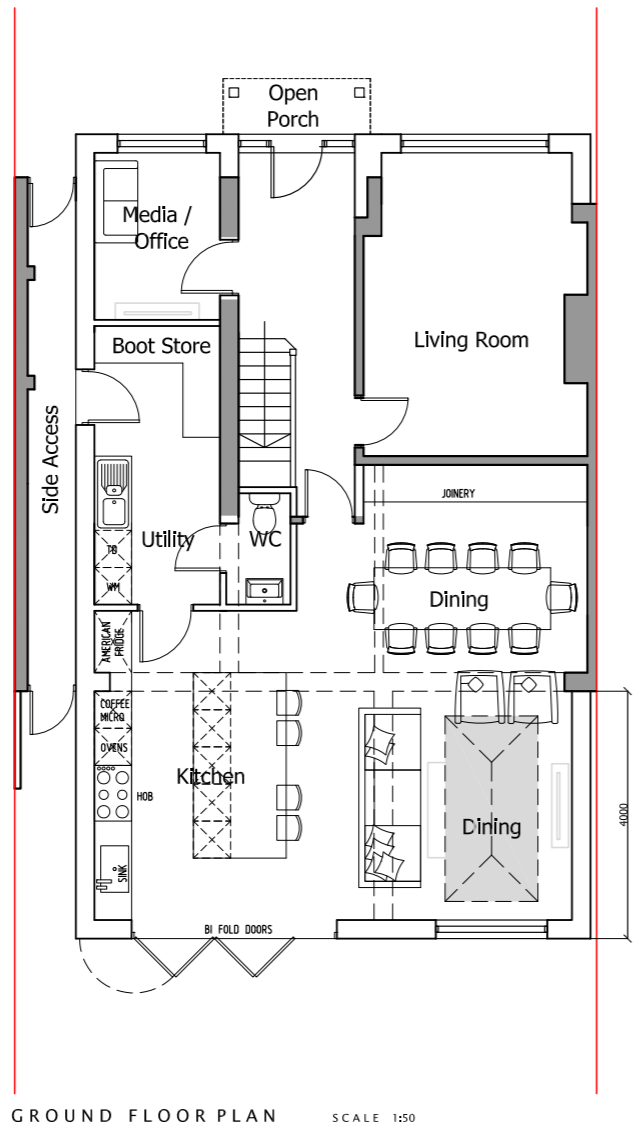 Open
Porch
Media /
Office
Boot Store
Living Room
Side Access
JOINERY
Utility
WC
TD
WM
Dining
AMERICAN
FRIDGE
COFFEE
MICRO
OVENS
Kitchen
HOB
4000
Dining
SINK
BI FOLD DOORS
GROUND FLOOR PLAN
SCALE 1:50